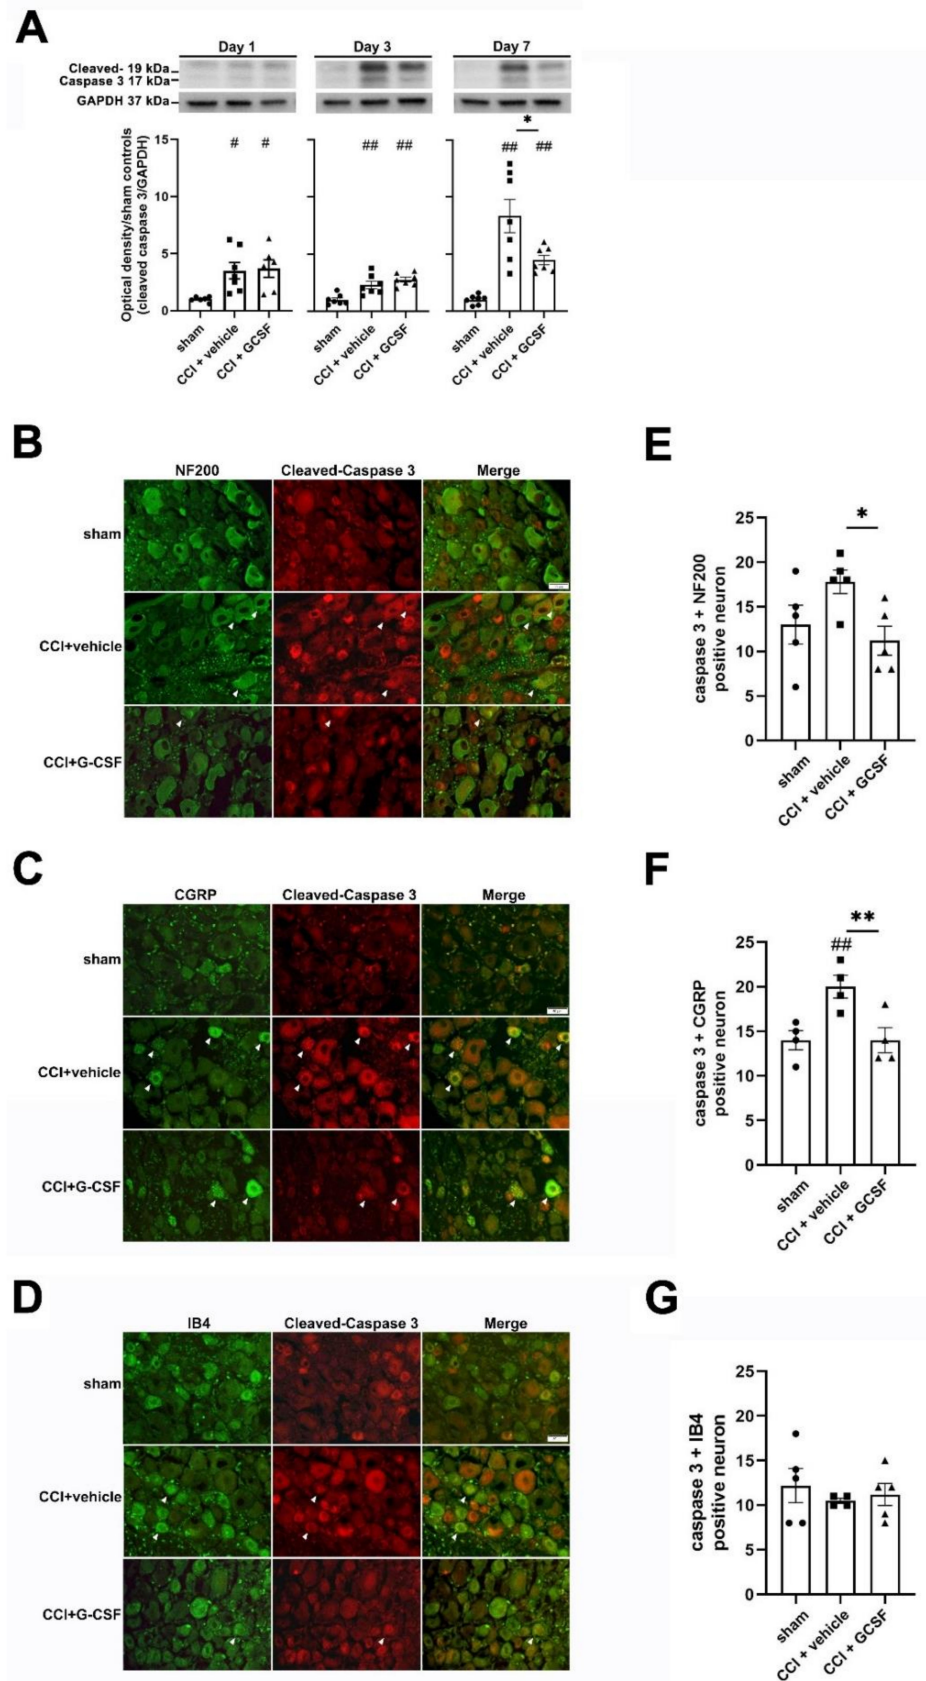 A
Day 1
Day 3
Day 7
Cleaved- 19 kDa
Caspase 3 17 kDa
GAPDH 37 kDa
*
# # ## ## ## ##
Optical density/sham controls
(cleaved caspase 3/GAPDH)
15
10
5
0
sham
CCI + vehicle
CCI + GCSF
sham
CCI + vehicle
CCI + GCSF
sham
CCI + vehicle
CCI + GCSF
B
NF200
Cleaved-Caspase 3
Merge
sham
CCI+vehicle
CCI+G-CSF
E
*
caspase 3 + NF200
positive neuron
25
20
15
10
5
0
sham
CCI + vehicle
CCI + GCSF
C
CGRP
Cleaved-Caspase 3
Merge
sham
CCI+vehicle
CCI+G-CSF
F
**
##
caspase 3 + CGRP
positive neuron
25
20
15
10
5
0
sham
CCI + vehicle
CCI + GCSF
D
IB4
Cleaved-Caspase 3
Merge
sham
CCI+vehicle
CCI+G-CSF
G
caspase 3 + IB4
positive neuron
25
20
15
10
5
0
sham
CCI + vehicle
CCI + GCSF